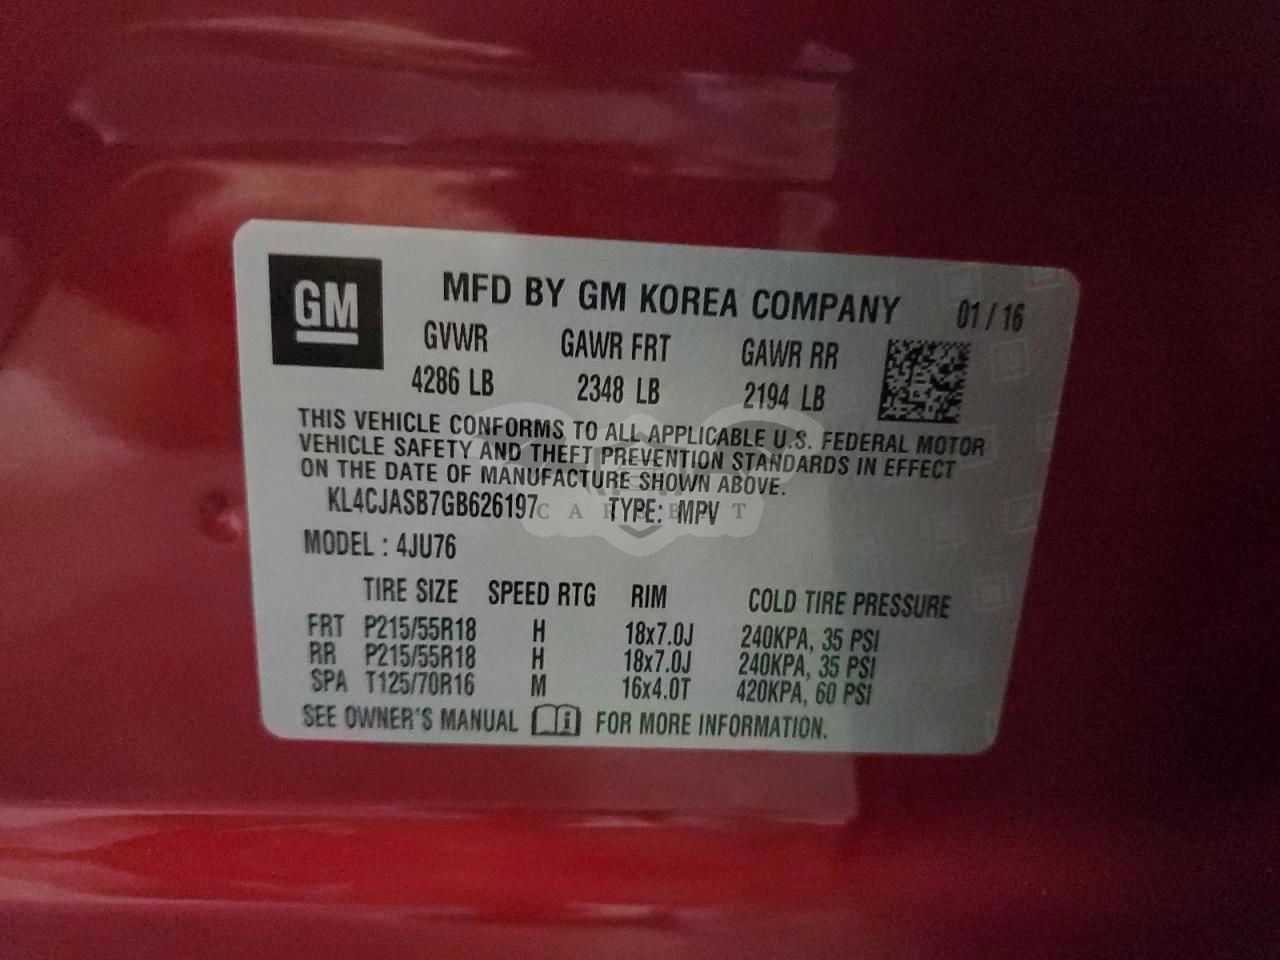 GM
MFD BY GM KOREA COMPANY 01 / 16
GVWR GAWR FRT GAWR RR
4286 LB 2348 LB 2194 LB
THIS VEHICLE CONFORMS TO ALL APPLICABLE U.S. FEDERAL MOTOR
VEHICLE SAFETY AND THEFT PREVENTION STANDARDS IN EFFECT
ON THE DATE OF MANUFACTURE SHOWN ABOVE.
KL4CJASB7GB626197 TYPE: MPV
MODEL : 4JU76
TIRE SIZE SPEED RTG RIM COLD TIRE PRESSURE
FRT P215/55R18 H 18x7.0J 240KPA, 35 PSI
RR P215/55R18 H 18x7.0J 240KPA, 35 PSI
SPA T125/70R16 M 16x4.0T 420KPA, 60 PSI
SEE OWNER'S MANUAL i FOR MORE INFORMATION.